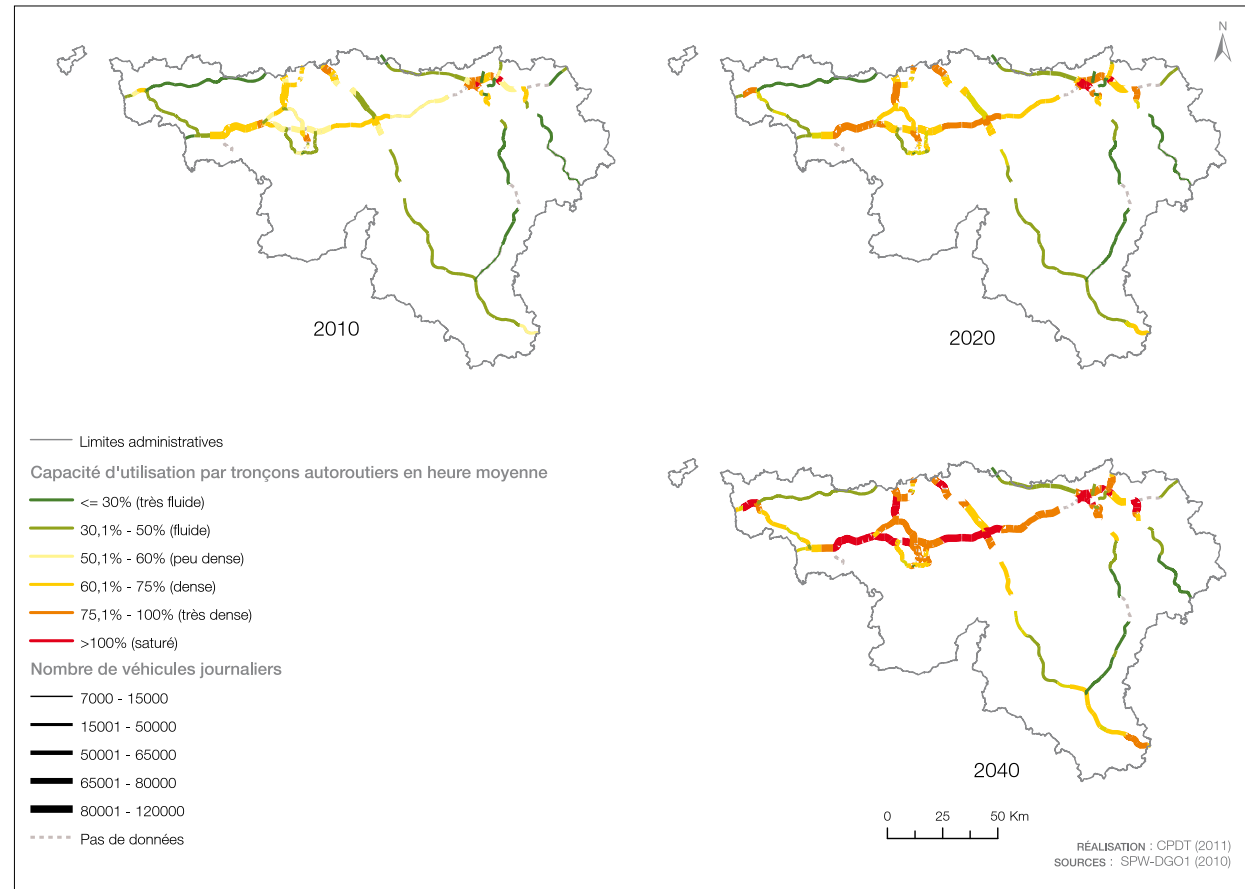 N
2010
2020
Limites administratives
Capacité d'utilisation par tronçons autoroutiers en heure moyenne
<= 30% (très fluide)
30,1% - 50% (fluide)
50,1% - 60% (peu dense)
60,1% - 75% (dense)
75,1% - 100% (très dense)
>100% (saturé)
Nombre de véhicules journaliers
7000 - 15000
15001 - 50000
50001 - 65000
65001 - 80000
80001 - 120000
Pas de données
2040
0 25 50 Km
RÉALISATION : CPDT (2011)
SOURCES : SPW-DGO1 (2010)